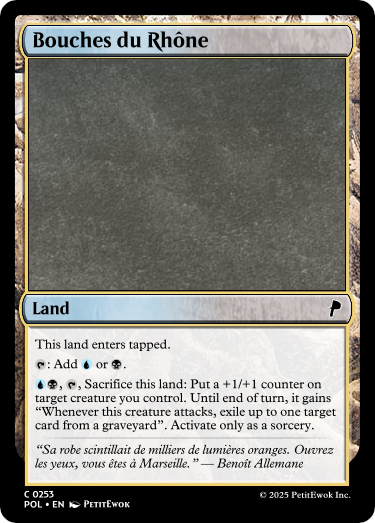 Bouches du Rhône
Land
This land enters tapped.
: Add or .
, , Sacrifice this land: Put a +1/+1 counter on
target creature you control. Until end of turn, it gains
“Whenever this creature attacks, exile up to one target
card from a graveyard”. Activate only as a sorcery.
“Sa robe scintillait de milliers de lumières oranges. Ouvrez
les yeux, vous êtes à Marseille.” — Benoît Allemane
C 0253
POL • EN PetitEwok
© 2025 PetitEwok Inc.